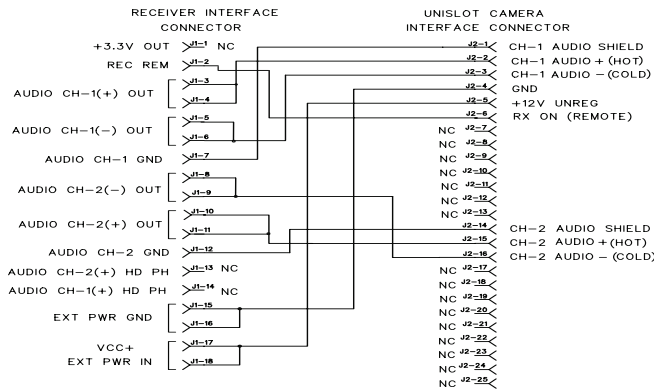 RECEIVER INTERFACE
CONNECTOR
+3.3V OUT J1-1 NC
REC REM J1-2
AUDIO CH-1(+) OUT
J1-3
J1-4
AUDIO CH-1(-) OUT
J1-5
J1-6
AUDIO CH-1 GND J1-7
AUDIO CH-2(-) OUT
J1-8
J1-9
AUDIO CH-2(+) OUT
J1-10
J1-11
AUDIO CH-2 GND J1-12
AUDIO CH-2(+) HD PH J1-13 NC
AUDIO CH-1(+) HD PH J1-14 NC
EXT PWR GND
J1-15
J1-16
VCC+
EXT PWR IN
J1-17
J1-18
UNISLOT CAMERA
INTERFACE CONNECTOR
J2-1 CH-1 AUDIO SHIELD
J2-2 CH-1 AUDIO+(HOT)
J2-3 CH-1 AUDIO-(COLD)
J2-4 GND
J2-5 +12V UNREG
J2-6 RX ON (REMOTE)
NC J2-7
NC J2-8
NC J2-9
NC J2-10
NC J2-11
NC J2-12
NC J2-13
J2-14 CH-2 AUDIO SHIELD
J2-15 CH-2 AUDIO+(HOT)
J2-16 CH-2 AUDIO-(COLD)
NC J2-17
NC J2-18
NC J2-19
NC J2-20
NC J2-21
NC J2-22
NC J2-23
NC J2-24
NC J2-25